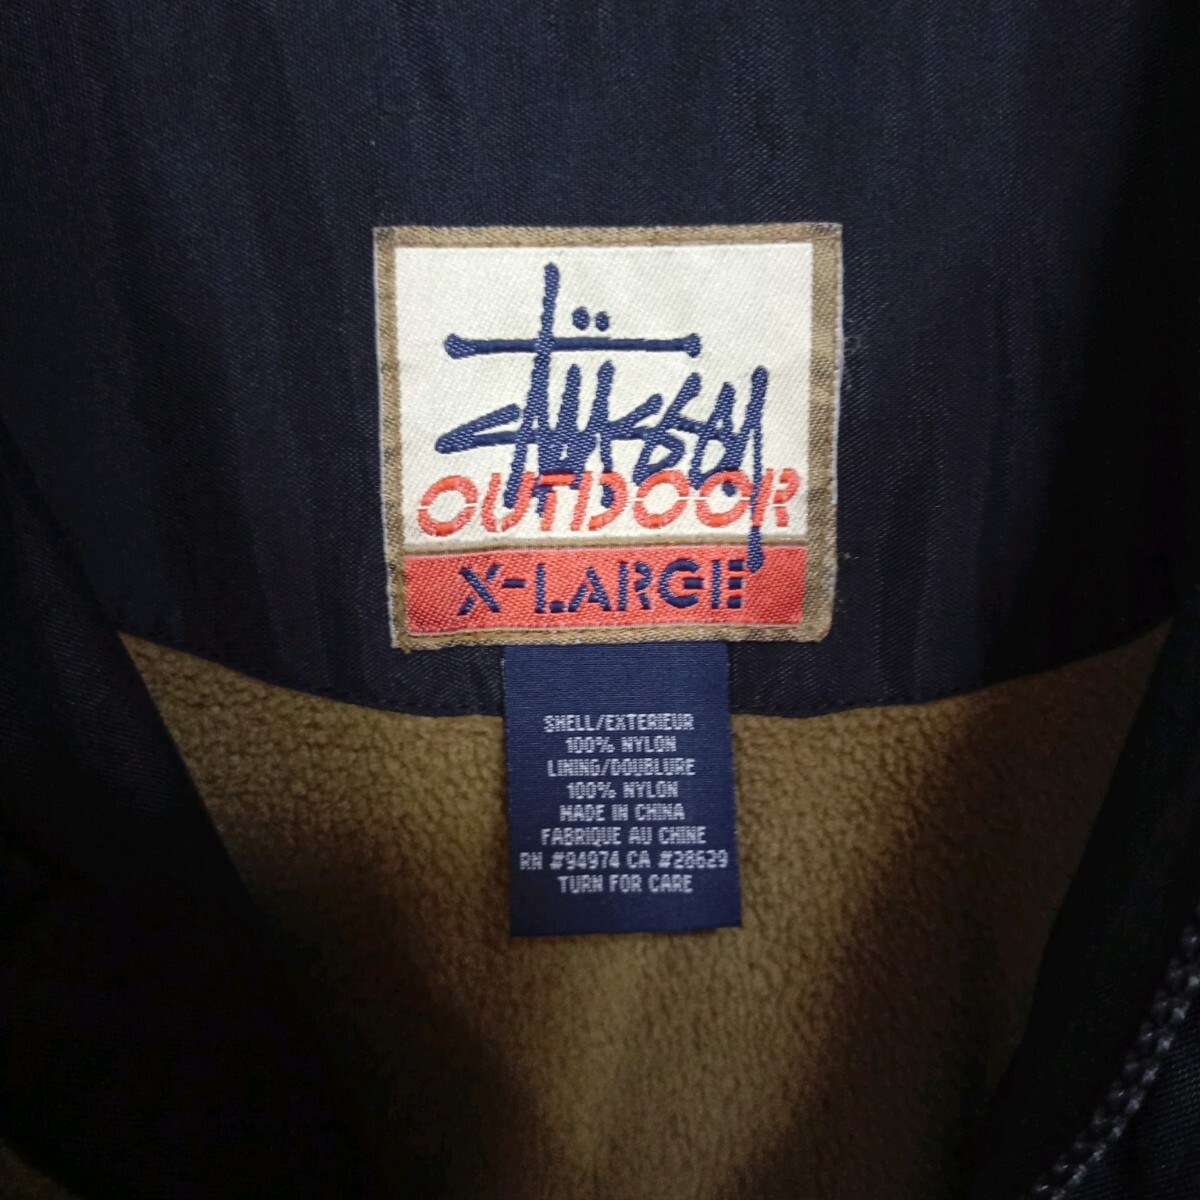 Stüssy
OUTDOOR
X-LARGE
SHELL/EXTERIEUR
100% NYLON
LINING/DOUBLURE
100% NYLON
MADE IN CHINA
FABRIQUE AU CHINE
RN #94974 CA #28629
TURN FOR CARE